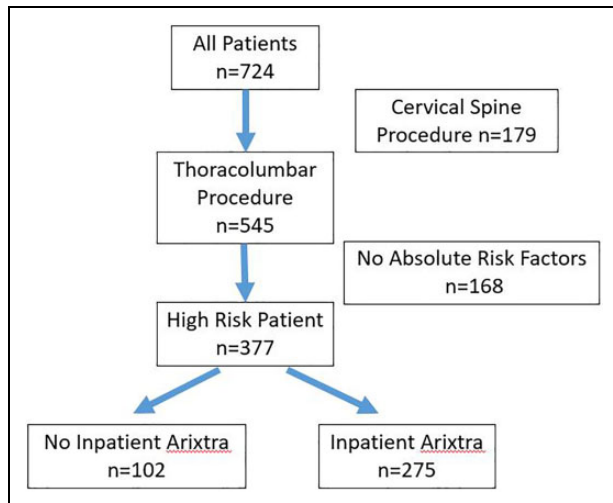 All Patients
n=724
Cervical Spine
Procedure n=179
Thoracolumbar
Procedure
n=545
No Absolute Risk Factors
n=168
High Risk Patient
n=377
No Inpatient Arixtra
n=102
Inpatient Arixtra
n=275